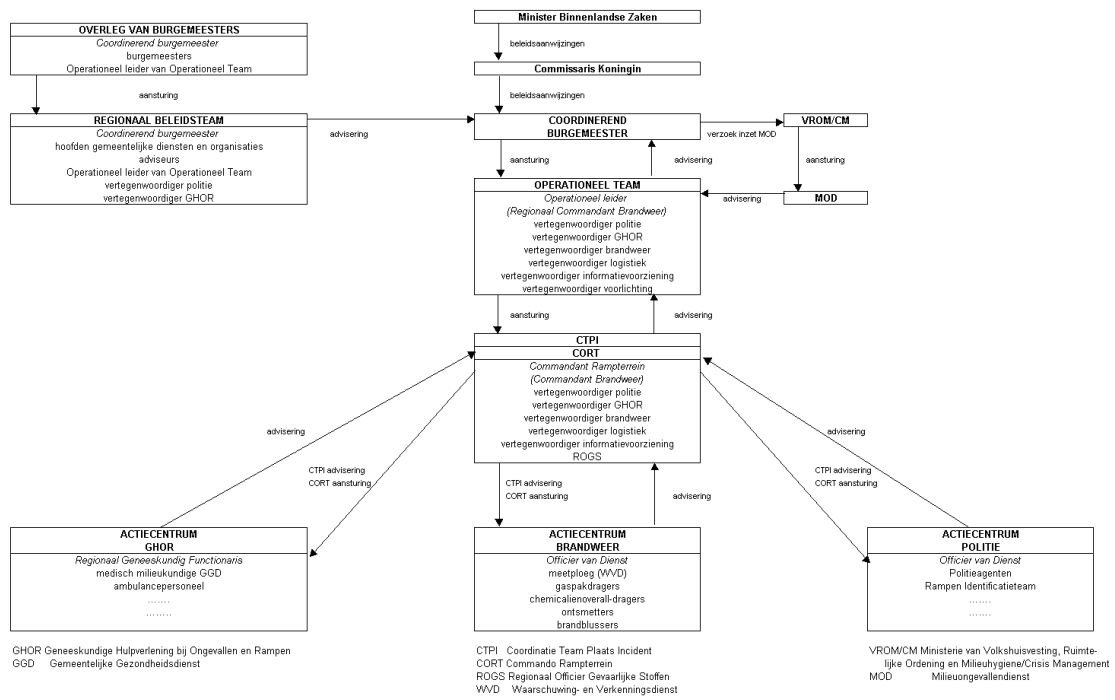 Minister Binnenlandse Zaken
OVERLEG VAN BURGEMEESTERS
Coordinerend burgemeester
burgemeesters
Operationeel leider van Operationeel Team
beleidsaanwijzingen
Commissaris Koningin
aansturing
beleidsaanwijzingen
REGIONAAL BELEIDSTEAM
Coordinerend burgemeester
hoofden gemeentelijke diensten en organisaties
adviseurs
Operationeel leider van Operationeel Team
vertegenwoordiger politie
vertegenwoordiger GHOR
advisering
COORDINEREND
BURGEMEESTER
verzoek inzet MOD
VROM/CM
aansturing
advisering
aansturing
OPERATIONEEL TEAM
Operationeel leider
(Regionaal Commandant Brandweer)
vertegenwoordiger politie
vertegenwoordiger GHOR
vertegenwoordiger brandweer
vertegenwoordiger logistiek
vertegenwoordiger informatievoorziening
vertegenwoordiger voorlichting
advisering
MOD
aansturing
advisering
CTPI
CORT
Commandant Rampterrein
(Commandant Brandweer)
vertegenwoordiger politie
vertegenwoordiger GHOR
vertegenwoordiger brandweer
vertegenwoordiger logistiek
vertegenwoordiger informatievoorziening
ROGS
advisering
CTPI advisering
CORT aansturing
CTPI advisering
CORT aansturing
advisering
advisering
CTPI advisering
CORT aansturing
ACTIECENTRUM
GHOR
Regionaal Geneeskundig Functionaris
medisch milieukundige GGD
ambulancepersoneel
.......
........
ACTIECENTRUM
BRANDWEER
Officier van Dienst
meetploeg (WVD)
gaspakdragers
chemicalienoverall-dragers
ontsmetters
brandblussers
ACTIECENTRUM
POLITIE
Officier van Dienst
Politieagenten
Rampen Identificatieteam
.......
........
GHOR Geneeskundige Hulpverlening bij Ongevallen en Rampen
GGD Gemeentelijke Gezondheidsdienst
CTPI Coordinatie Team Plaats Incident
CORT Commando Rampterrein
ROGS Regionaal Officier Gevaarlijke Stoffen
WVD Waarschuwing- en Verkenningsdienst
VROM/CM Ministerie van Volkshuisvesting, Ruimte-
lijke Ordening en Milieuhygiene/Crisis Management
MOD Milieuongevallendienst